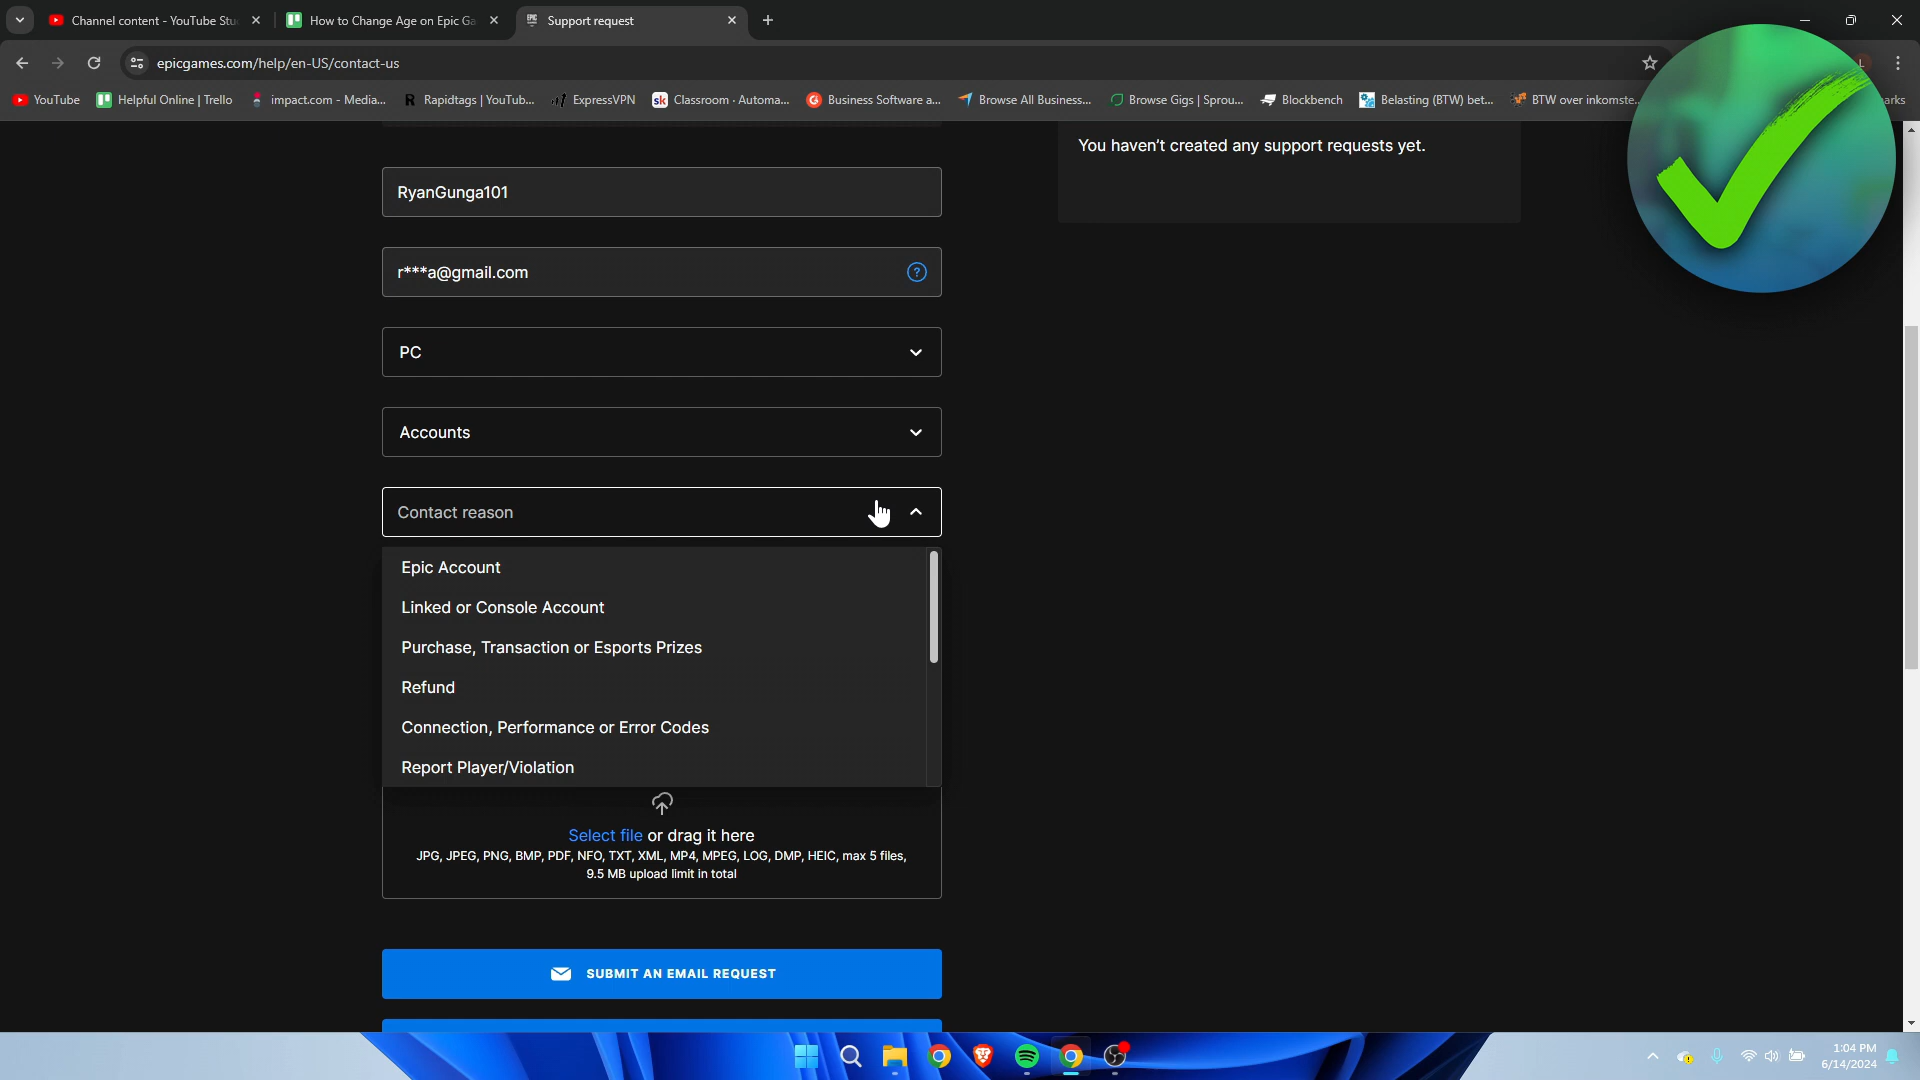 Channel content - YouTube Stu
How to Change Age on Epic Ga
EPIC
Support request
epicgames.com/help/en-US/contact-us
YouTube
Helpful Online | Trello
impact.com - Media...
Rapidtags | YouTub...
ExpressVPN
sk
Classroom - Automa...
Business Software a...
Browse All Business...
Browse Gigs | Sprou...
Blockbench
Belasting (BTW) bet...
BTW over inkomste...
arks
You haven't created any support requests yet.
RyanGunga101
r***a@gmail.com
?
PC
Accounts
Contact reason
Epic Account
Linked or Console Account
Purchase, Transaction or Esports Prizes
Refund
Connection, Performance or Error Codes
Report Player/Violation
Select file or drag it here
JPG, JPEG, PNG, BMP, PDF, NFO, TXT, XML, MP4, MPEG, LOG, DMP, HEIC, max 5 files,
9.5 MB upload limit in total
SUBMIT AN EMAIL REQUEST
1:04 PM
6/14/2024